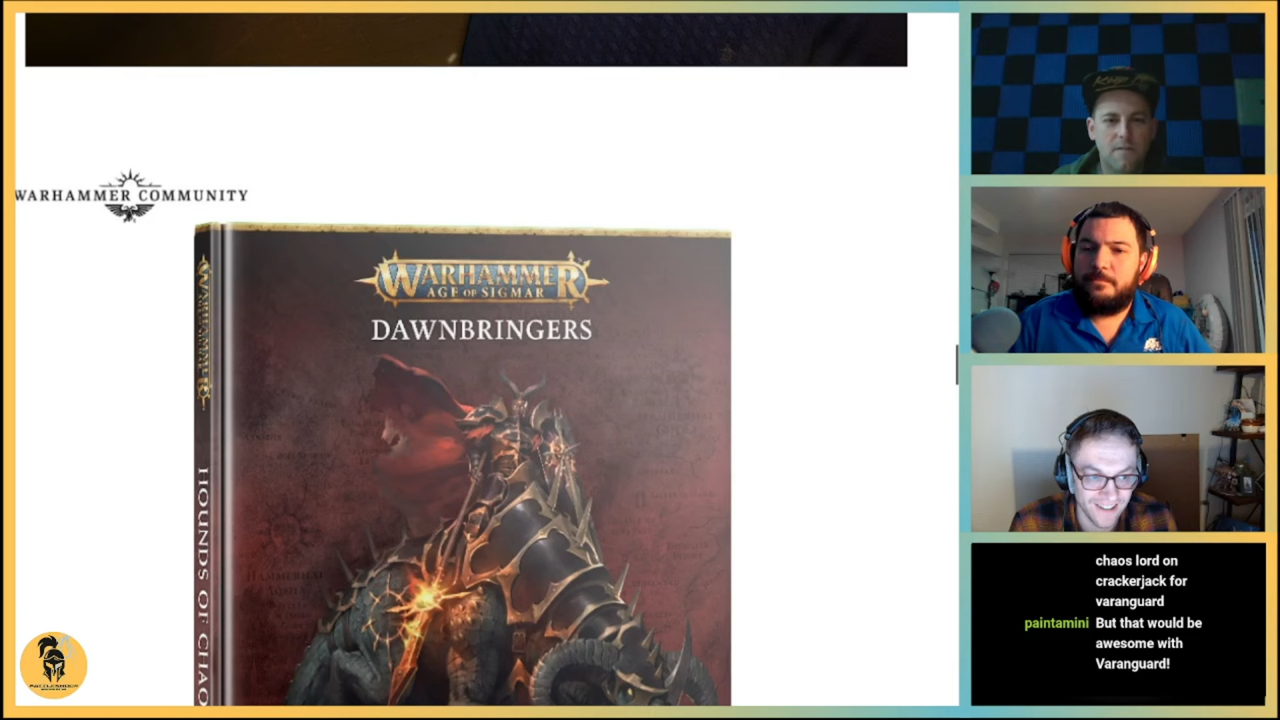 WARHAMMER COMMUNITY
WARHAMMER
AGE OF SIGMAR
DAWNBRINGERS
WARHAMMER
HOUNDS OF CHAO
chaos lord on
crackerjack for
varanguard
paintamini But that would be
awesome with
Varanguard!